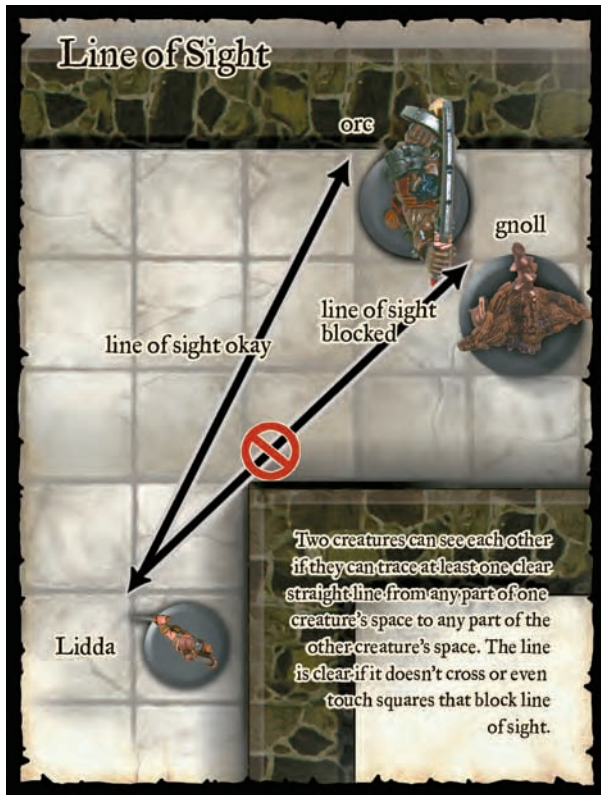 Line of Sight
orc
gnoll
line of sight
blocked
line of sight okay
Lidda
Two creatures can see each other
if they can trace at least one clear
straight line from any part of one
creature's space to any part of the
other creature's space. The line
is clear if it doesn't cross or even
touch squares that block line
of sight.